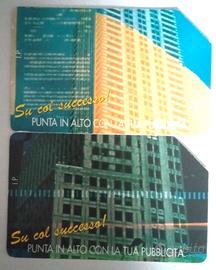 I.P.
Su col successo!
PUNTA IN ALTO CON LA TUA
I.P.
Su col successo!
PUNTA IN ALTO CON LA TUA PUBBLICITÀ